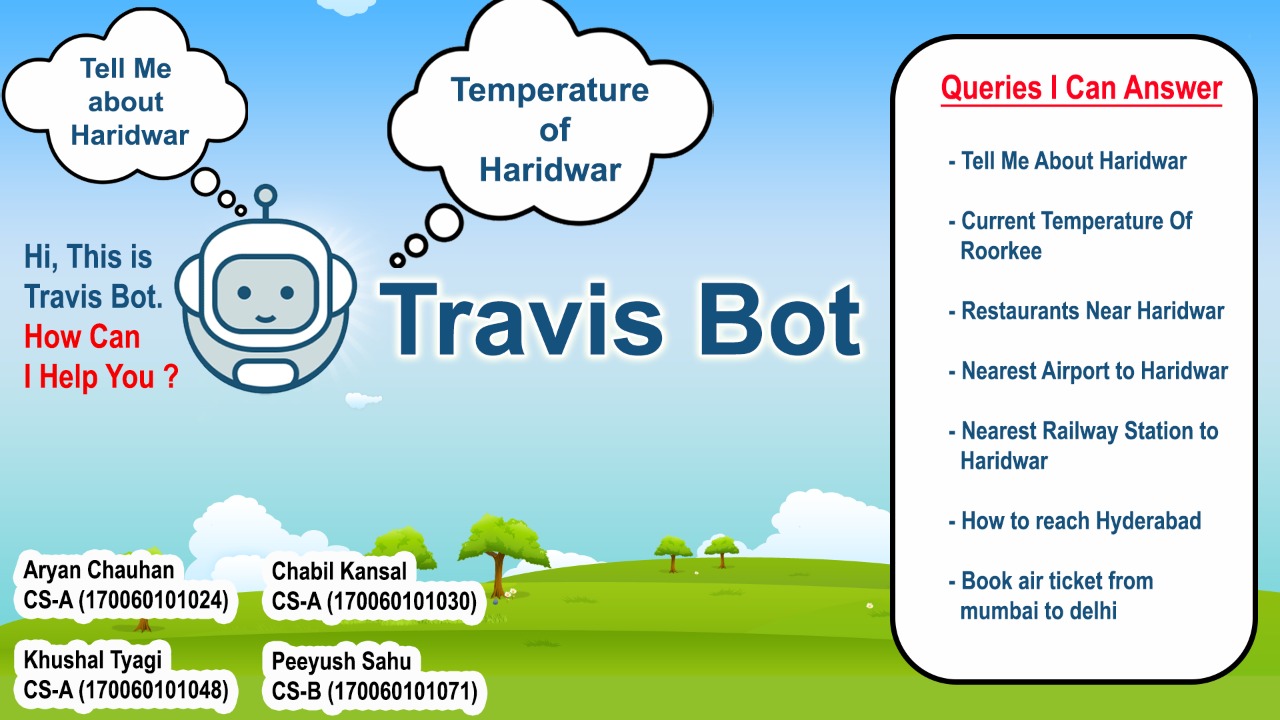 Tell Me
about
Haridwar
Temperature
of
Haridwar
Hi, This is
Travis Bot.
How Can
I Help You ?
Travis Bot
Queries I Can Answer
- Tell Me About Haridwar
- Current Temperature Of
Roorkee
- Restaurants Near Haridwar
- Nearest Airport to Haridwar
- Nearest Railway Station to
Haridwar
- How to reach Hyderabad
- Book air ticket from
mumbai to delhi
Aryan Chauhan
CS-A (170060101024)
Chabil Kansal
CS-A (170060101030)
Khushal Tyagi
CS-A (170060101048)
Peeyush Sahu
CS-B (170060101071)